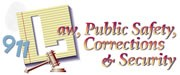 911
Law, Public Safety,
Corrections
& Security